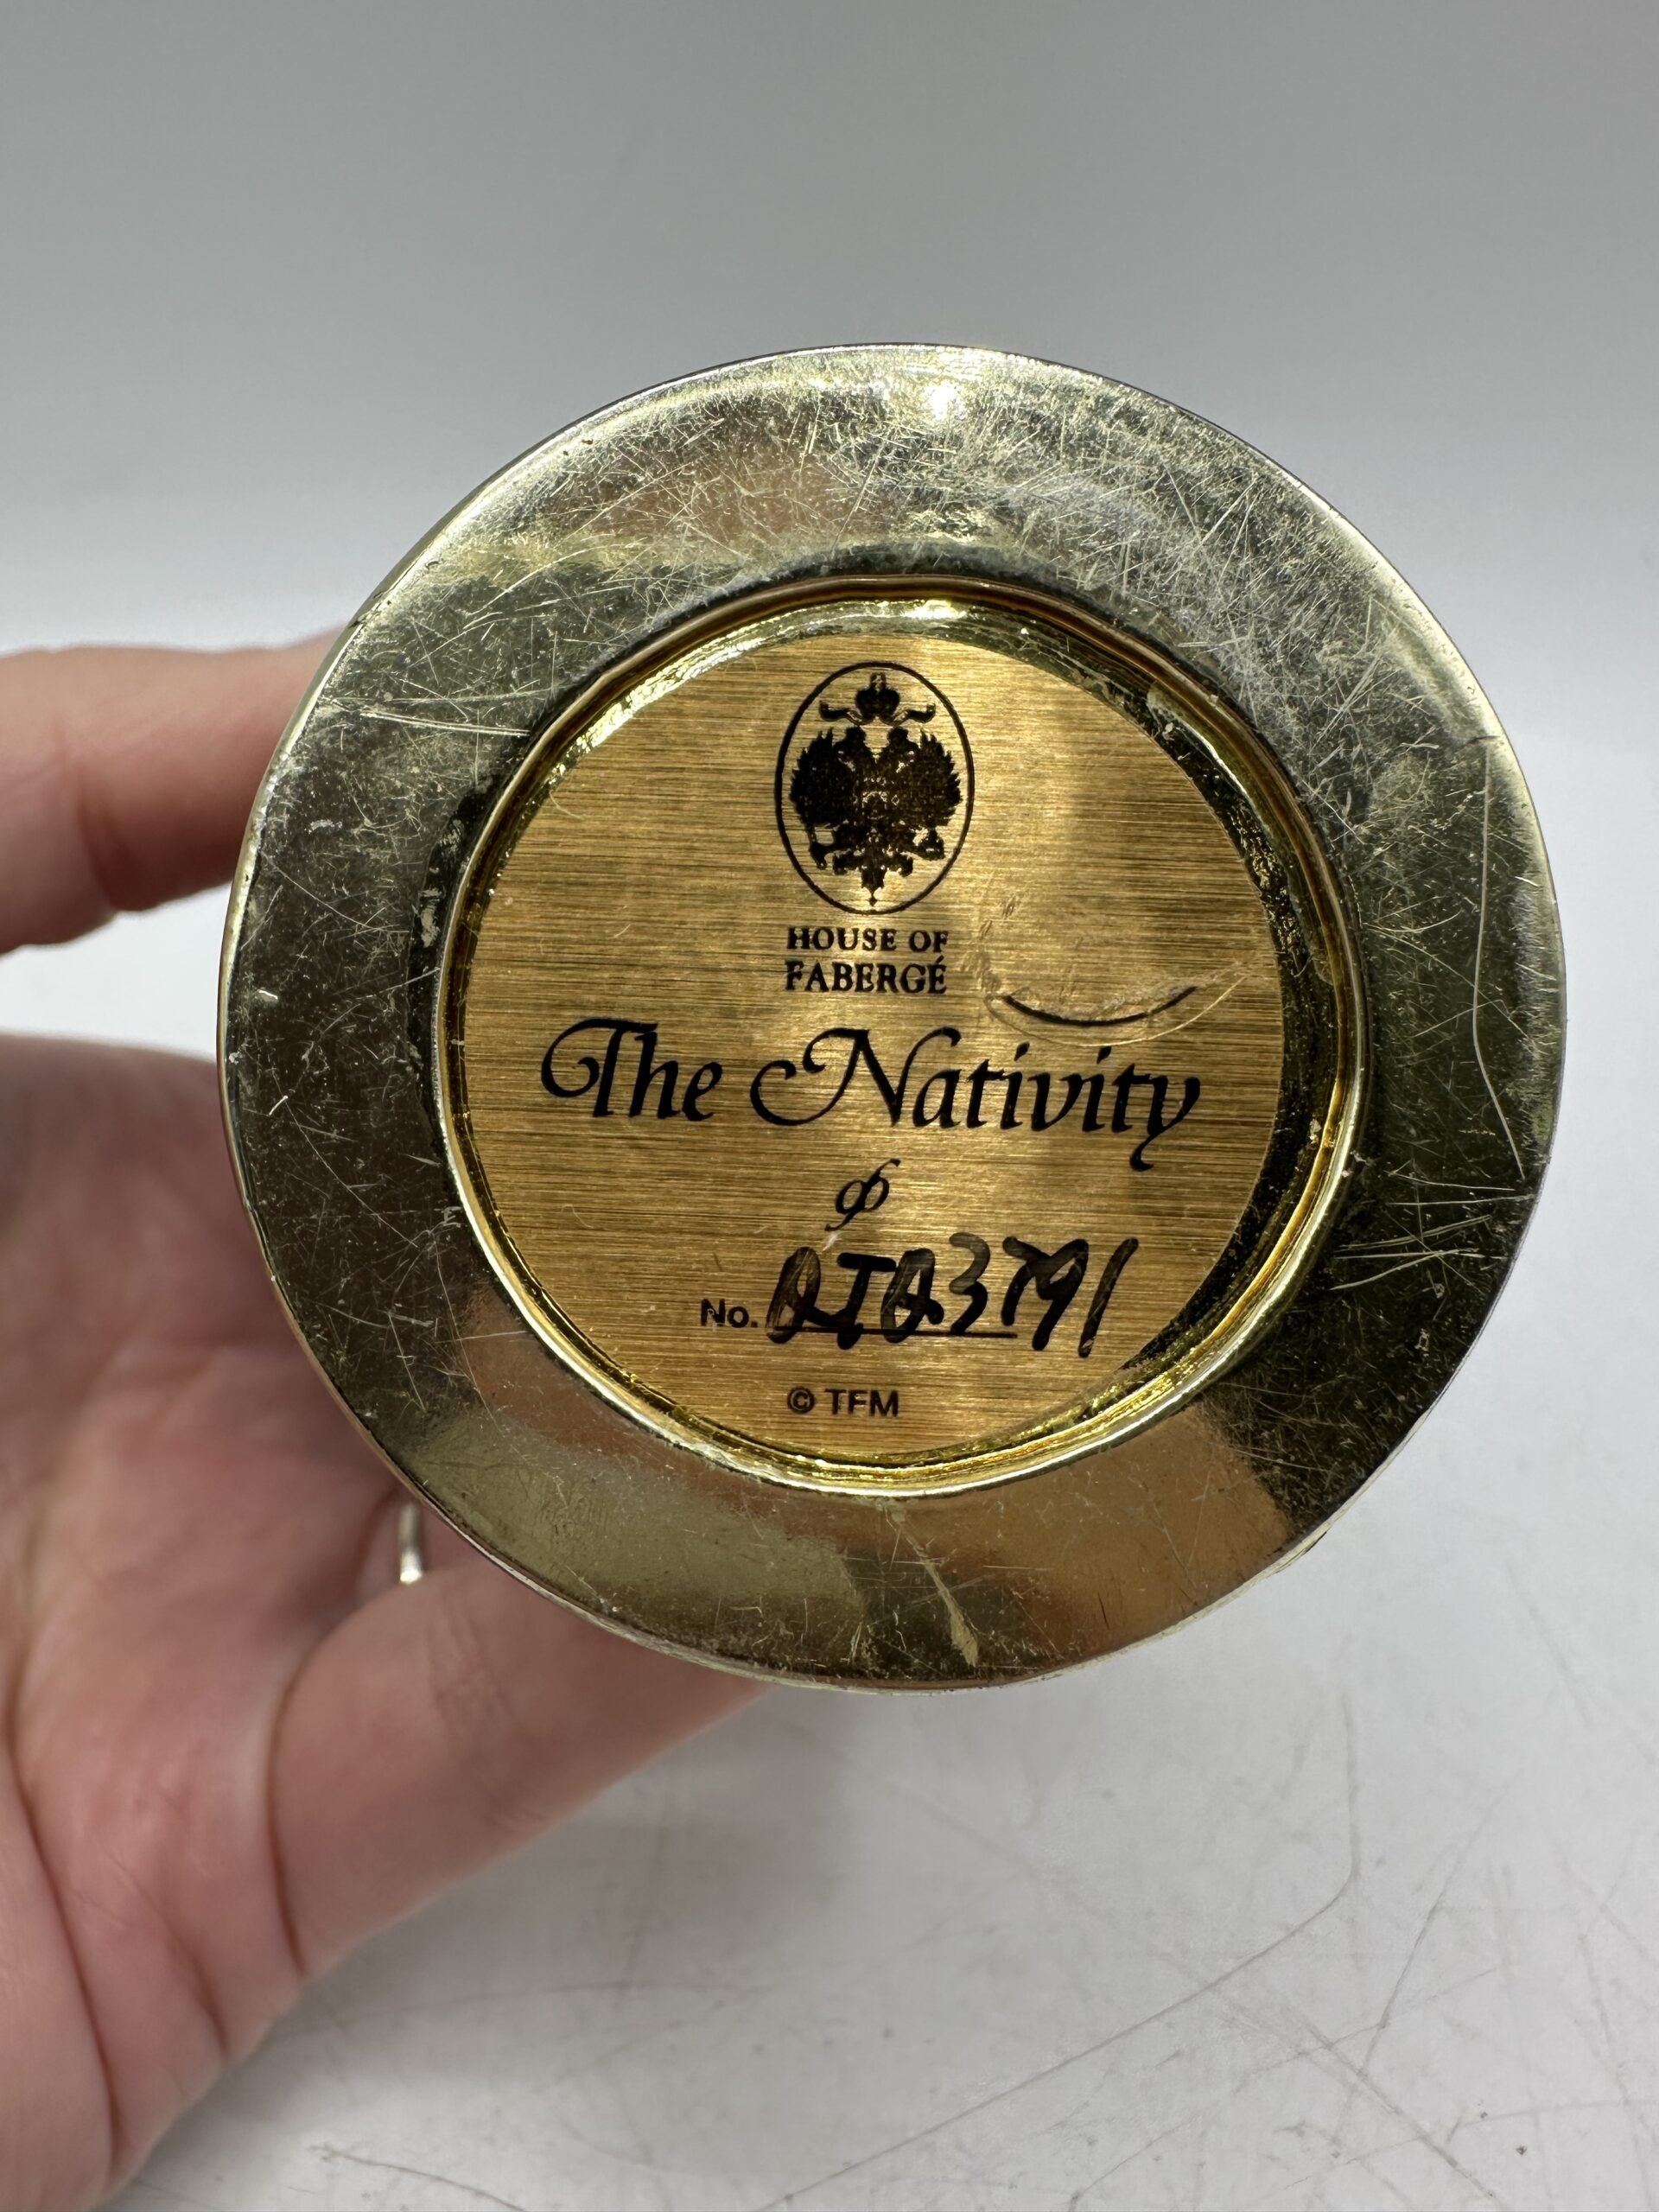 HOUSE OF
FABERGÉ
The Nativity
No.
© TFM